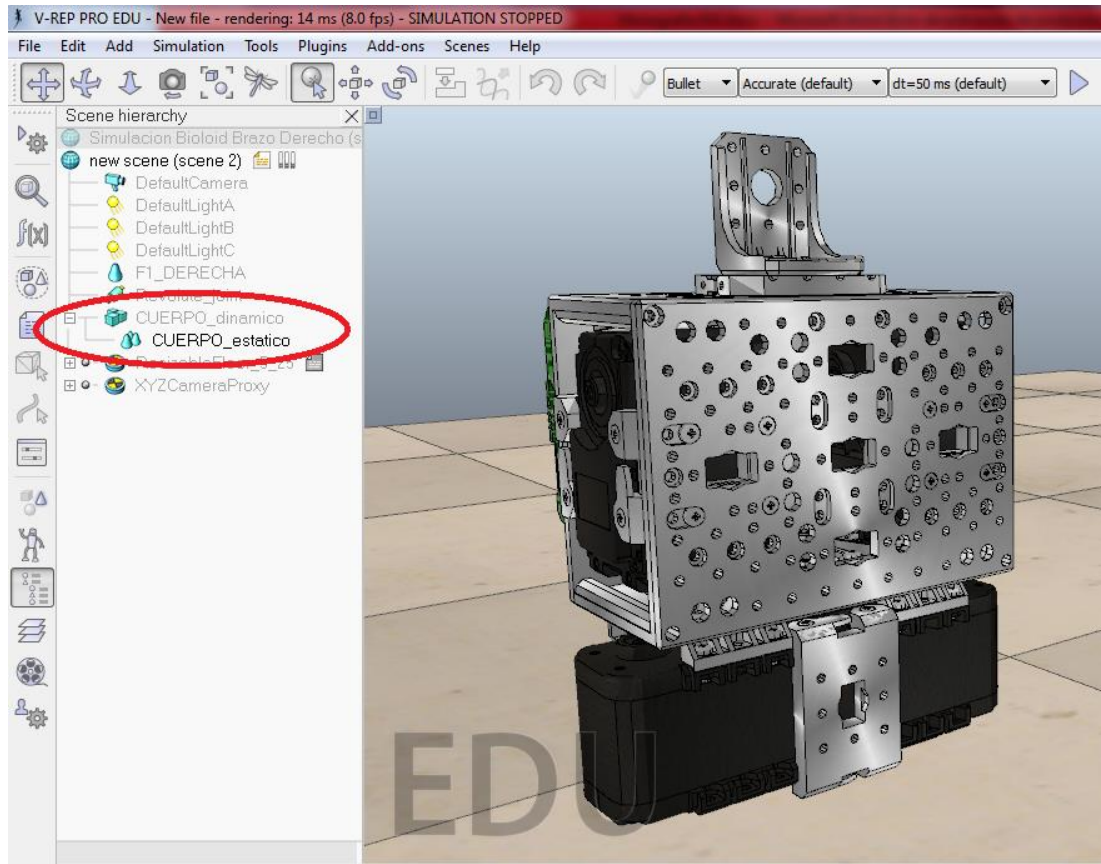 V-REP PRO EDU - New file - rendering: 14 ms (8.0 fps) - SIMULATION STOPPED
File Edit Add Simulation Tools Plugins Add-ons Scenes Help
Bullet Accurate (default) dt=50 ms (default)
Scene hierarchy
Simulacion Bioloid Brazo Derecho (s
new scene (scene 2)
DefaultCamera
DefaultLightA
DefaultLightB
DefaultLightC
F1_DERECHA
Revolute_joint
CUERPO_dinamico
CUERPO_estatico
XYZCameraProxy
f(x)
EDU